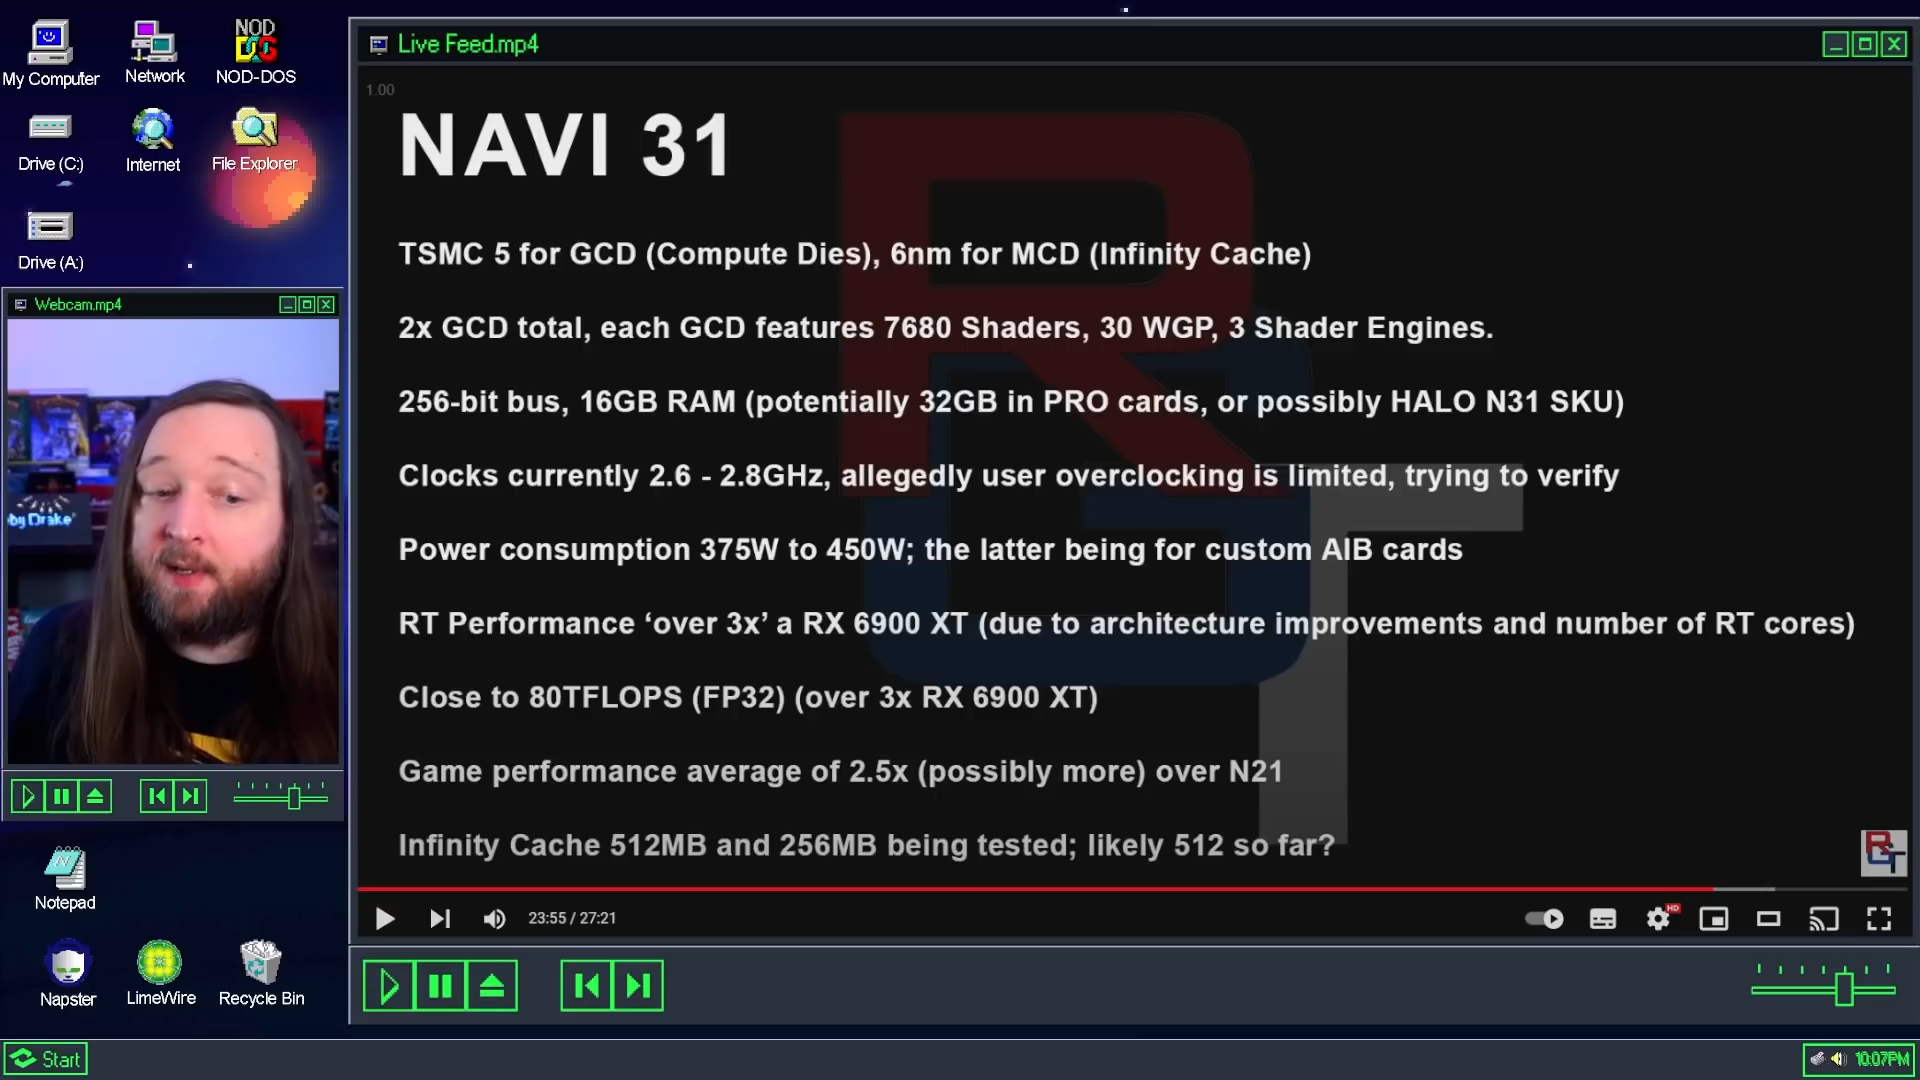 My Computer
Network
NOD-DOS
Drive (C:)
Internet
File Explorer
Drive (A:)
Webcam.mp4
by Drake"
Notepad
Napster
LimeWire
Recycle Bin
Start
Live Feed.mp4
1.00
NAVI 31
TSMC 5 for GCD (Compute Dies), 6nm for MCD (Infinity Cache)
2x GCD total, each GCD features 7680 Shaders, 30 WGP, 3 Shader Engines.
256-bit bus, 16GB RAM (potentially 32GB in PRO cards, or possibly HALO N31 SKU)
Clocks currently 2.6 - 2.8GHz, allegedly user overclocking is limited, trying to verify
Power consumption 375W to 450W; the latter being for custom AIB cards
RT Performance ‘over 3x’ a RX 6900 XT (due to architecture improvements and number of RT cores)
Close to 80TFLOPS (FP32) (over 3x RX 6900 XT)
Game performance average of 2.5x (possibly more) over N21
Infinity Cache 512MB and 256MB being tested; likely 512 so far?
RGT
23:55 / 27:21
HD
10:07PM